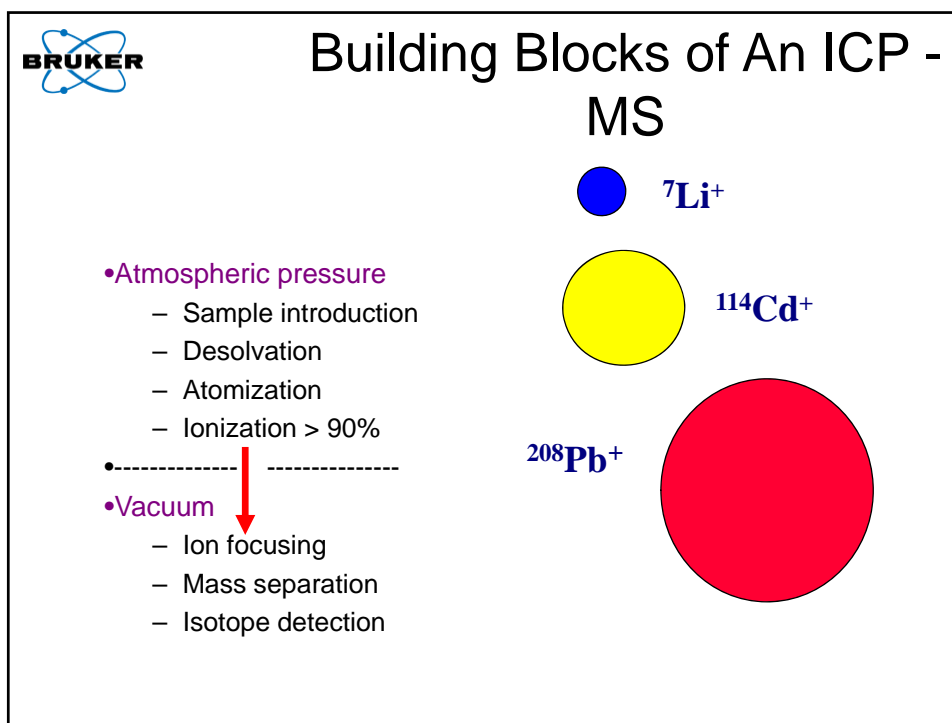 BRUKER
Building Blocks of An ICP -
MS
⁷Li⁺
•Atmospheric pressure
– Sample introduction
– Desolvation
– Atomization
– Ionization > 90%
•-------------- ---------------
•Vacuum
– Ion focusing
– Mass separation
– Isotope detection
¹¹⁴Cd⁺
²⁰⁸Pb⁺